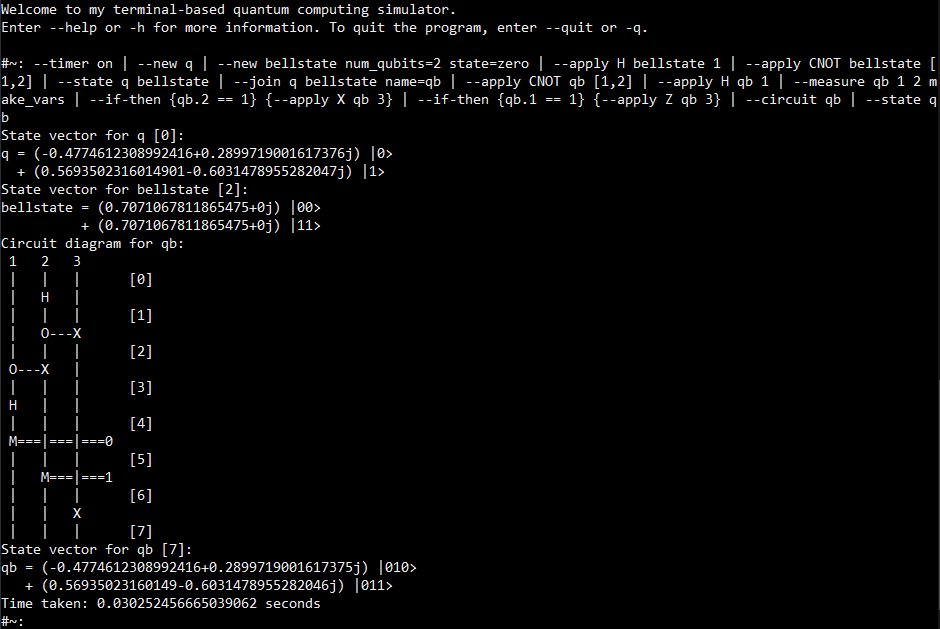 Welcome to my terminal-based quantum computing simulator.
Enter --help or -h for more information. To quit the program, enter --quit or -q.

#~: --timer on | --new q | --new bellstate num_qubits=2 state=zero | --apply H bellstate 1 | --apply CNOT bellstate [
1,2] | --state q bellstate | --join q bellstate name=qb | --apply CNOT qb [1,2] | --apply H qb 1 | --measure qb 1 2 m
ake_vars | --if-then {qb.2 == 1} {--apply X qb 3} | --if-then {qb.1 == 1} {--apply Z qb 3} | --circuit qb | --state q
b
State vector for q [0]:
q = (-0.4774612308992416+0.2899719001617376j) |0>
  + (0.5693502316014901-0.6031478955282047j) |1>
State vector for bellstate [2]:
bellstate = (0.7071067811865475+0j) |00>
          + (0.7071067811865475+0j) |11>
Circuit diagram for qb:
 1   2   3
 |   |   |      [0]
 |   H   |
 |   |   |      [1]
 |   O---X
 |   |   |      [2]
 O---X   |
 |   |   |      [3]
 H   |   |
 |   |   |      [4]
 M===|===|===0
 |   |   |      [5]
 |   M===|===1
 |   |   |      [6]
 |   |   X
 |   |   |      [7]
State vector for qb [7]:
qb = (-0.4774612308992416+0.2899719001617375j) |010>
   + (0.56935023160149-0.6031478955282046j) |011>
Time taken: 0.030252456665039062 seconds
#~: